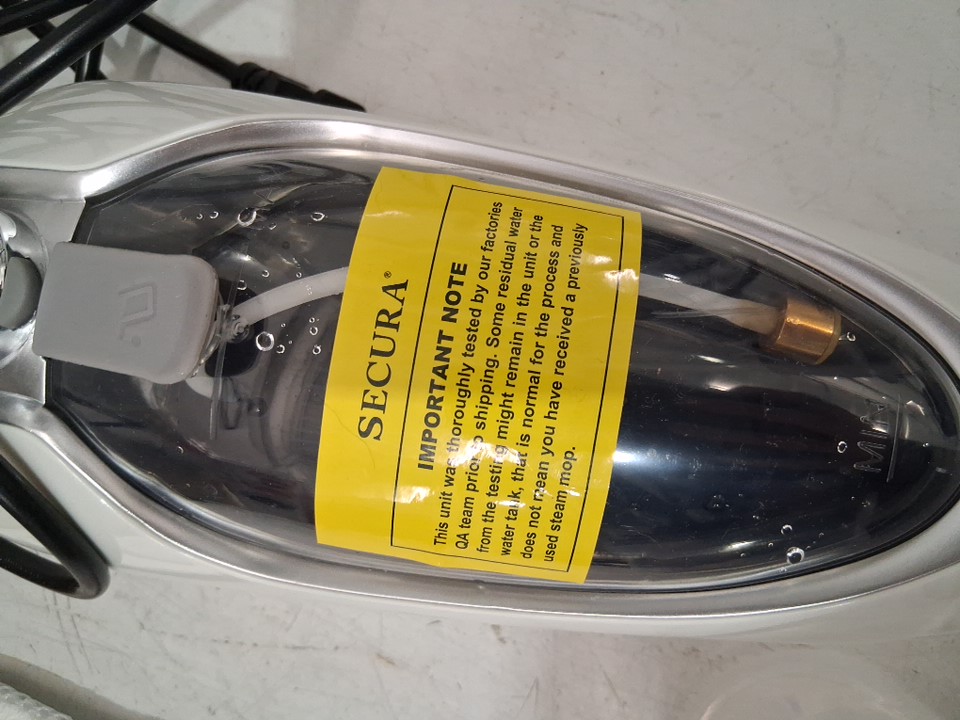 SECURA®
IMPORTANT NOTE
This unit was thoroughly tested by our factories
QA team prior to shipping. Some residual water
from the testing might remain in the unit or the
water tank, that is normal for the process and
does not mean you have received a previously
used steam mop.
MIN